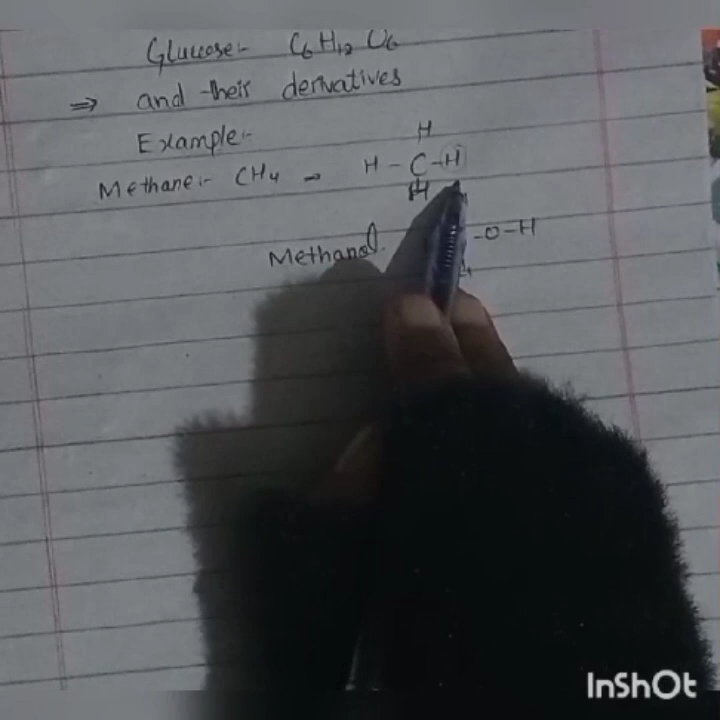 Glucose:- C6H12O6
⇒ and their derivatives
Example:-
H
Methane:- CH4 → H-C-H
H
Methanol -O-H
InShOt